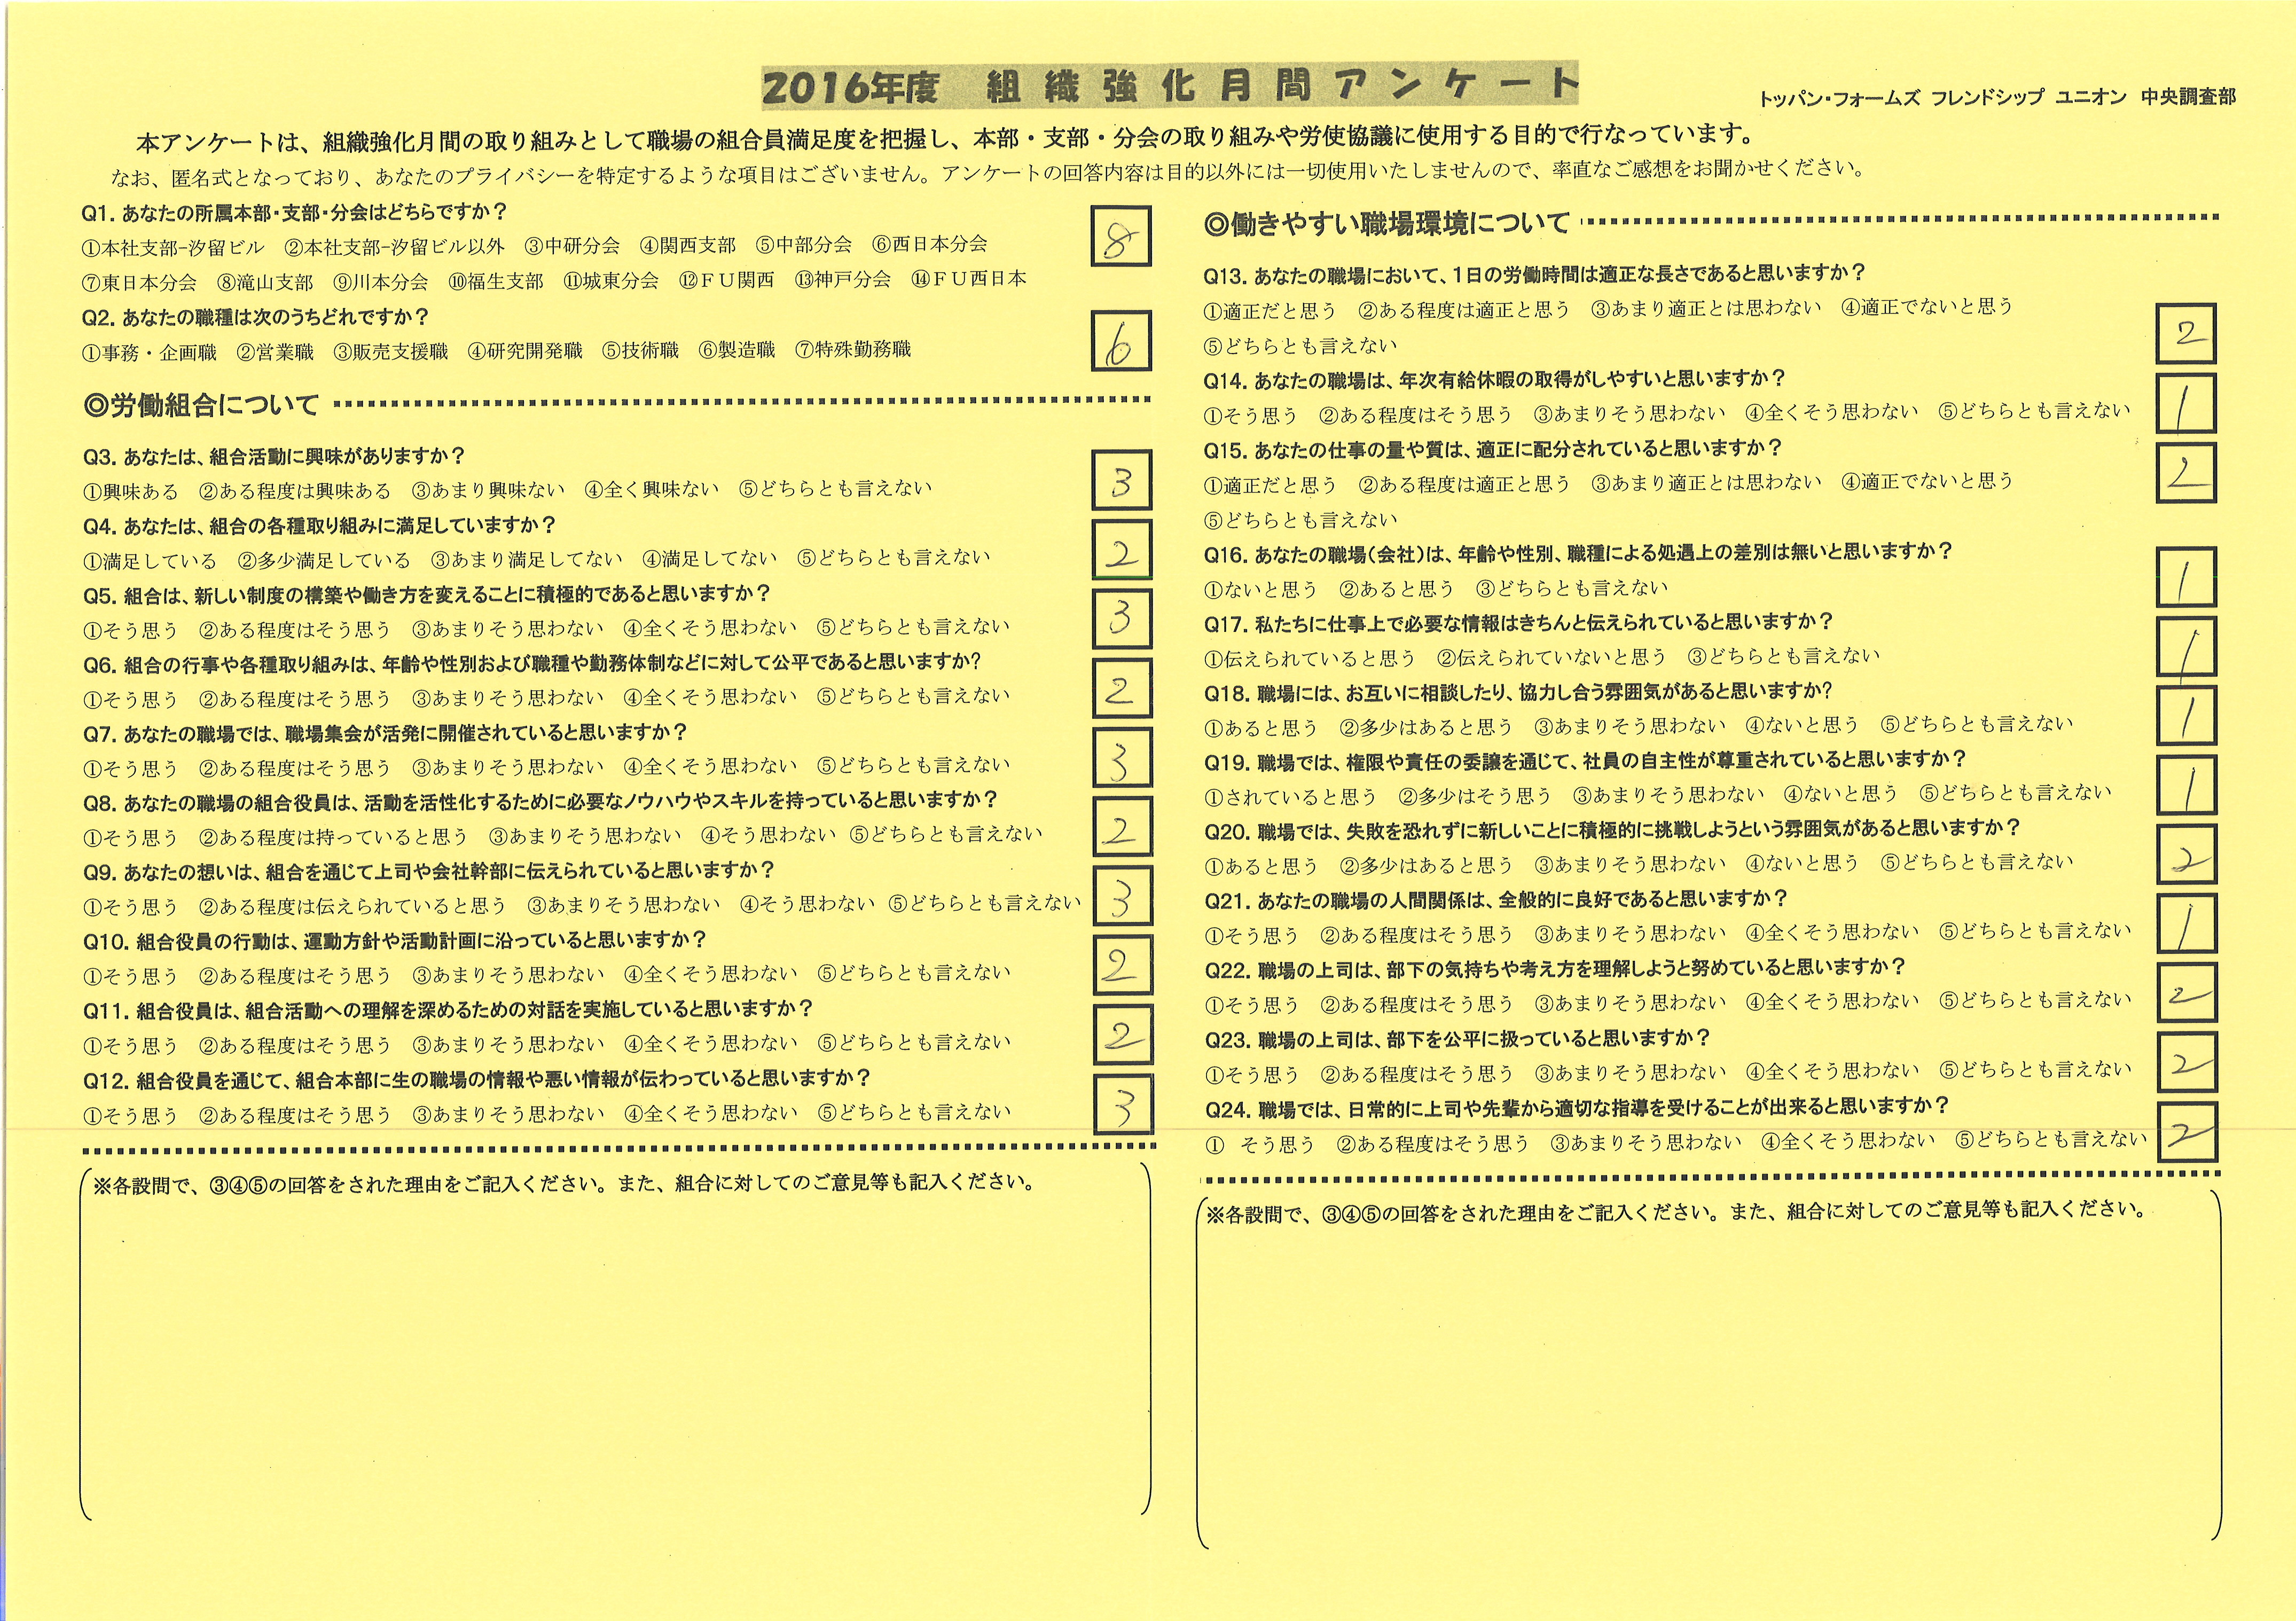 2016年度　組織強化月間アンケート
トッパン・フォームズ フレンドシップ ユニオン 中央調査部
本アンケートは、組織強化月間の取り組みとして職場の組合員満足度を把握し、本部・支部・分会の取り組みや労使協議に使用する目的で行なっています。
なお、匿名式となっており、あなたのプライバシーを特定するような項目はございません。アンケートの回答内容は目的以外には一切使用いたしませんので、率直なご感想をお聞かせください。
Q1. あなたの所属本部・支部・分会はどちらですか？
①本社支部-汐留ビル　②本社支部-汐留ビル以外　③中研分会　④関西支部　⑤中部分会　⑥西日本分会
8
⑦東日本分会　⑧滝山支部　⑨川本分会　⑩福生支部　⑪城東分会　⑫ＦＵ関西　⑬神戸分会　⑭ＦＵ西日本
Q2. あなたの職種は次のうちどれですか？
①事務・企画職　②営業職　③販売支援職　④研究開発職　⑤技術職　⑥製造職　⑦特殊勤務職
6
◎労働組合について
Q3. あなたは、組合活動に興味がありますか？
①興味ある　②ある程度は興味ある　③あまり興味ない　④全く興味ない　⑤どちらとも言えない
3
Q4. あなたは、組合の各種取り組みに満足していますか？
①満足している　②多少満足している　③あまり満足してない　④満足してない　⑤どちらとも言えない
2
Q5. 組合は、新しい制度の構築や働き方を変えることに積極的であると思いますか？
①そう思う　②ある程度はそう思う　③あまりそう思わない　④全くそう思わない　⑤どちらとも言えない
3
Q6. 組合の行事や各種取り組みは、年齢や性別および職種や勤務体制などに対して公平であると思いますか?
①そう思う　②ある程度はそう思う　③あまりそう思わない　④全くそう思わない　⑤どちらとも言えない
2
Q7. あなたの職場では、職場集会が活発に開催されていると思いますか？
①そう思う　②ある程度はそう思う　③あまりそう思わない　④全くそう思わない　⑤どちらとも言えない
3
Q8. あなたの職場の組合役員は、活動を活性化するために必要なノウハウやスキルを持っていると思いますか？
①そう思う　②ある程度は持っていると思う　③あまりそう思わない　④そう思わない　⑤どちらとも言えない
2
Q9. あなたの想いは、組合を通じて上司や会社幹部に伝えられていると思いますか？
①そう思う　②ある程度は伝えられていると思う　③あまりそう思わない　④そう思わない　⑤どちらとも言えない
3
Q10. 組合役員の行動は、運動方針や活動計画に沿っていると思いますか？
①そう思う　②ある程度はそう思う　③あまりそう思わない　④全くそう思わない　⑤どちらとも言えない
2
Q11. 組合役員は、組合活動への理解を深めるための対話を実施していると思いますか？
①そう思う　②ある程度はそう思う　③あまりそう思わない　④全くそう思わない　⑤どちらとも言えない
2
Q12. 組合役員を通じて、組合本部に生の職場の情報や悪い情報が伝わっていると思いますか？
①そう思う　②ある程度はそう思う　③あまりそう思わない　④全くそう思わない　⑤どちらとも言えない
3
※各設問で、③④⑤の回答をされた理由をご記入ください。また、組合に対してのご意見等も記入ください。
◎働きやすい職場環境について
Q13. あなたの職場において、1日の労働時間は適正な長さであると思いますか？
①適正だと思う　②ある程度は適正と思う　③あまり適正とは思わない　④適正でないと思う
⑤どちらとも言えない
2
Q14. あなたの職場は、年次有給休暇の取得がしやすいと思いますか？
①そう思う　②ある程度はそう思う　③あまりそう思わない　④全くそう思わない　⑤どちらとも言えない
1
Q15. あなたの仕事の量や質は、適正に配分されていると思いますか？
①適正だと思う　②ある程度は適正と思う　③あまり適正とは思わない　④適正でないと思う
2
⑤どちらとも言えない
Q16. あなたの職場(会社)は、年齢や性別、職種による処遇上の差別は無いと思いますか？
①ないと思う　②あると思う　③どちらとも言えない
1
Q17. 私たちに仕事上で必要な情報はきちんと伝えられていると思いますか？
①伝えられていると思う　②伝えられていないと思う　③どちらとも言えない
1
Q18. 職場には、お互いに相談したり、協力し合う雰囲気があると思いますか?
①あると思う　②多少はあると思う　③あまりそう思わない　④ないと思う　⑤どちらとも言えない
1
Q19. 職場では、権限や責任の委譲を通じて、社員の自主性が尊重されていると思いますか？
①されていると思う　②多少はそう思う　③あまりそう思わない　④ないと思う　⑤どちらとも言えない
1
Q20. 職場では、失敗を恐れずに新しいことに積極的に挑戦しようという雰囲気があると思いますか？
①あると思う　②多少はあると思う　③あまりそう思わない　④ないと思う　⑤どちらとも言えない
2
Q21. あなたの職場の人間関係は、全般的に良好であると思いますか？
①そう思う　②ある程度はそう思う　③あまりそう思わない　④全くそう思わない　⑤どちらとも言えない
1
Q22. 職場の上司は、部下の気持ちや考え方を理解しようと努めていると思いますか？
①そう思う　②ある程度はそう思う　③あまりそう思わない　④全くそう思わない　⑤どちらとも言えない
2
Q23. 職場の上司は、部下を公平に扱っていると思いますか？
①そう思う　②ある程度はそう思う　③あまりそう思わない　④全くそう思わない　⑤どちらとも言えない
2
Q24. 職場では、日常的に上司や先輩から適切な指導を受けることが出来ると思いますか？
①　そう思う　②ある程度はそう思う　③あまりそう思わない　④全くそう思わない　⑤どちらとも言えない
2
※各設問で、③④⑤の回答をされた理由をご記入ください。また、組合に対してのご意見等も記入ください。